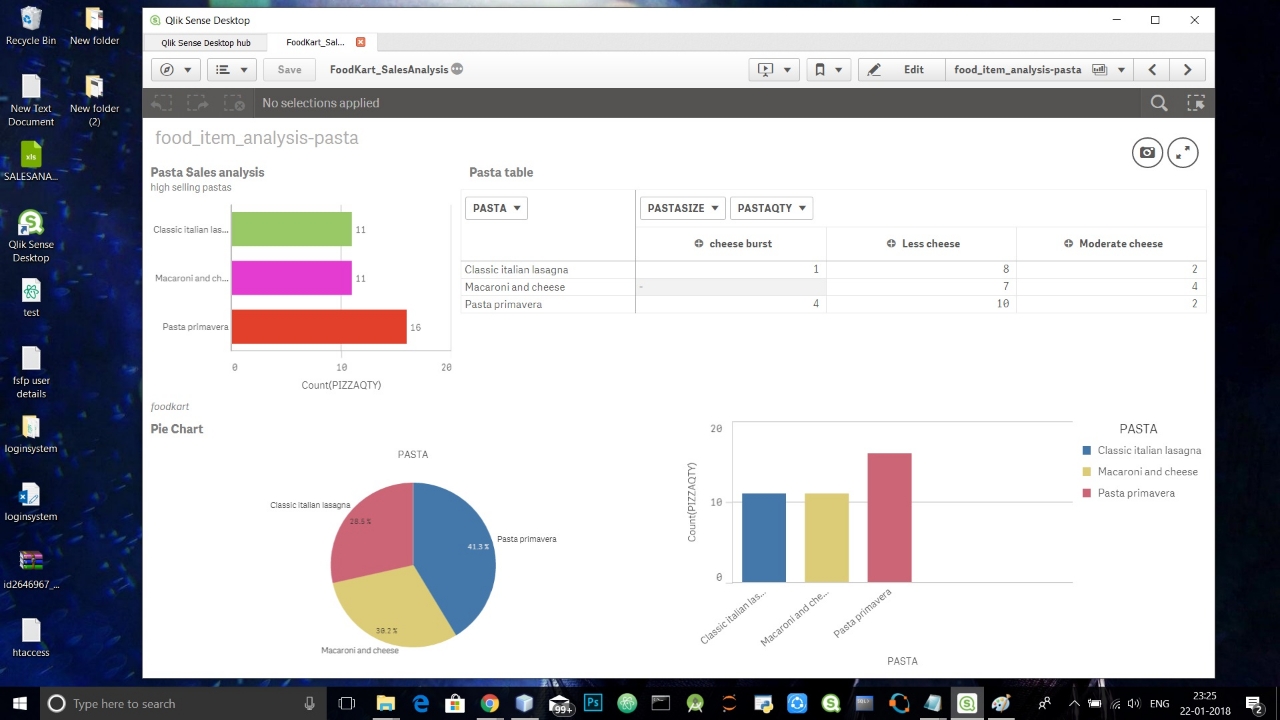 Recycle Bin
New folder
New Text
Document
New folder
(2)
xls
SALESANA...
Qlik Sense
Desktop
test
fsfp user
details
loginsystem
loginsystem
id2646967_...
htaccess
Qlik Sense Desktop
Qlik Sense Desktop hub
FoodKart_Sal...
Save
FoodKart_SalesAnalysis
Edit
food_item_analysis-pasta
No selections applied
food_item_analysis-pasta
Pasta Sales analysis
high selling pastas
Classic italian las...
11
Macaroni and ch...
11
Pasta primavera
16
0 10 20
Count(PIZZAQTY)
foodkart
Pasta table
PASTA
PASTASIZE
PASTAQTY
cheese burst
Less cheese
Moderate cheese
Classic italian lasagna 1 8 2
Macaroni and cheese - 7 4
Pasta primavera 4 10 2
Pie Chart
PASTA
Classic italian lasagna
Pasta primavera
41.3 %
Macaroni and cheese
20
10
0
Count(PIZZAQTY)
Classic italian las...
Macaroni and che...
Pasta primavera
PASTA
PASTA
Classic italian lasagna
Macaroni and cheese
Pasta primavera
Type here to search
99+
Ps
ENG
23:25
22-01-2018
2